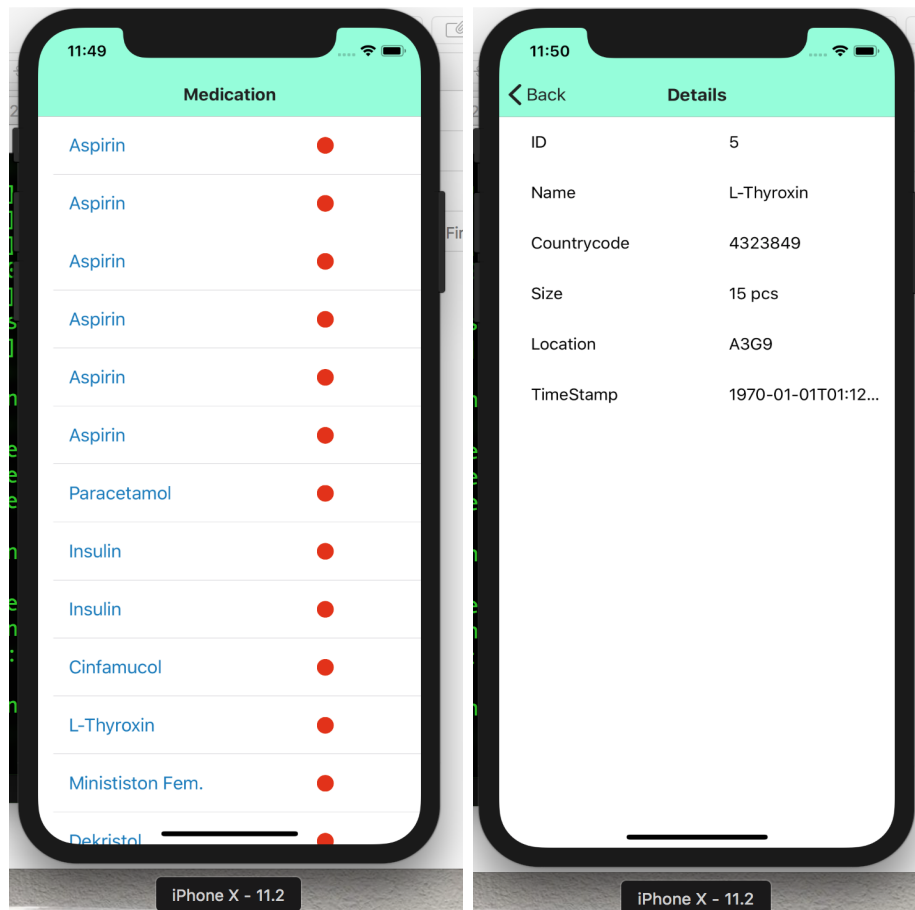 11:49
Medication
Aspirin
Aspirin
Aspirin
Aspirin
Aspirin
Aspirin
Paracetamol
Insulin
Insulin
Cinfamucol
L-Thyroxin
Minististon Fem.
Dekristol
iPhone X - 11.2
Fir
11:50
Back Details
ID 5
Name L-Thyroxin
Countrycode 4323849
Size 15 pcs
Location A3G9
TimeStamp 1970-01-01T01:12...
iPhone X - 11.2